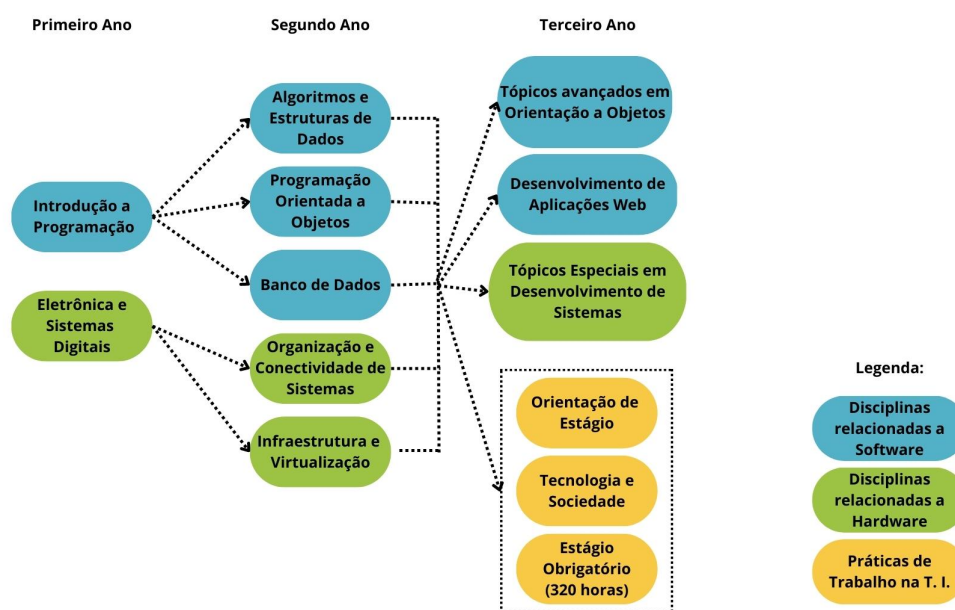 Primeiro Ano
Segundo Ano
Terceiro Ano
Introdução a
Programação
Eletrônica e
Sistemas
Digitais
Algoritmos e
Estruturas de
Dados
Programação
Orientada a
Objetos
Banco de Dados
Organização e
Conectividade de
Sistemas
Infraestrutura e
Virtualização
Tópicos avançados em
Orientação a Objetos
Desenvolvimento de
Aplicações Web
Tópicos Especiais em
Desenvolvimento de
Sistemas
Orientação de
Estágio
Tecnologia e
Sociedade
Estágio
Obrigatório
(320 horas)
Legenda:
Disciplinas
relacionadas a
Software
Disciplinas
relacionadas a
Hardware
Práticas de
Trabalho na T. I.